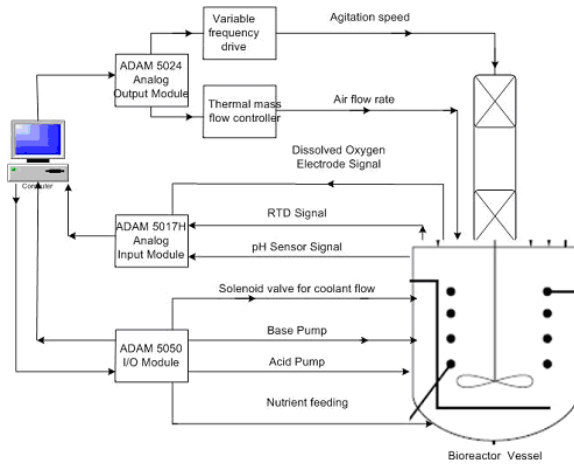 Variable
frequency
drive
Agitation speed
ADAM 5024
Analog
Output Module
Thermal mass
flow controller
Air flow rate
Dissolved Oxygen
Electrode Signal
Computer
RTD Signal
ADAM 5017H
Analog
Input Module
pH Sensor Signal
Solenoid valve for coolant flow
Base Pump
ADAM 5050
I/O Module
Acid Pump
Nutrient feeding
Bioreactor Vessel